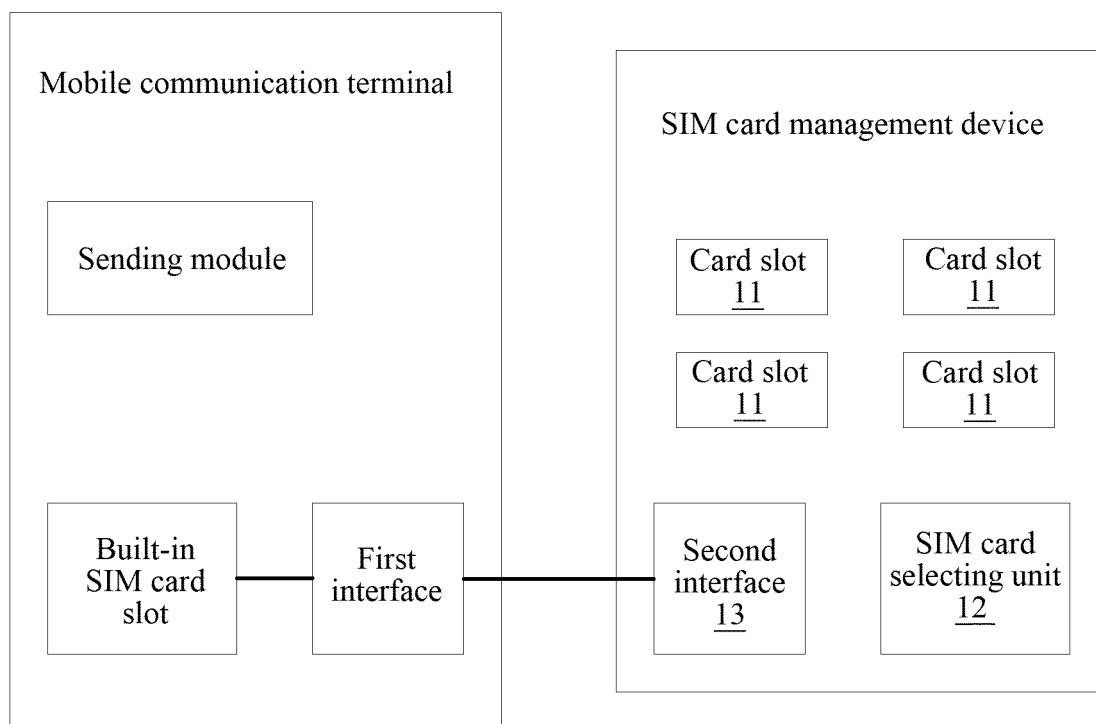 Mobile communication terminal
Sending module
Built-in
SIM card
slot
First
interface
SIM card management device
Card slot
11
Card slot
11
Card slot
11
Card slot
11
Second
interface
13
SIM card
selecting unit
12